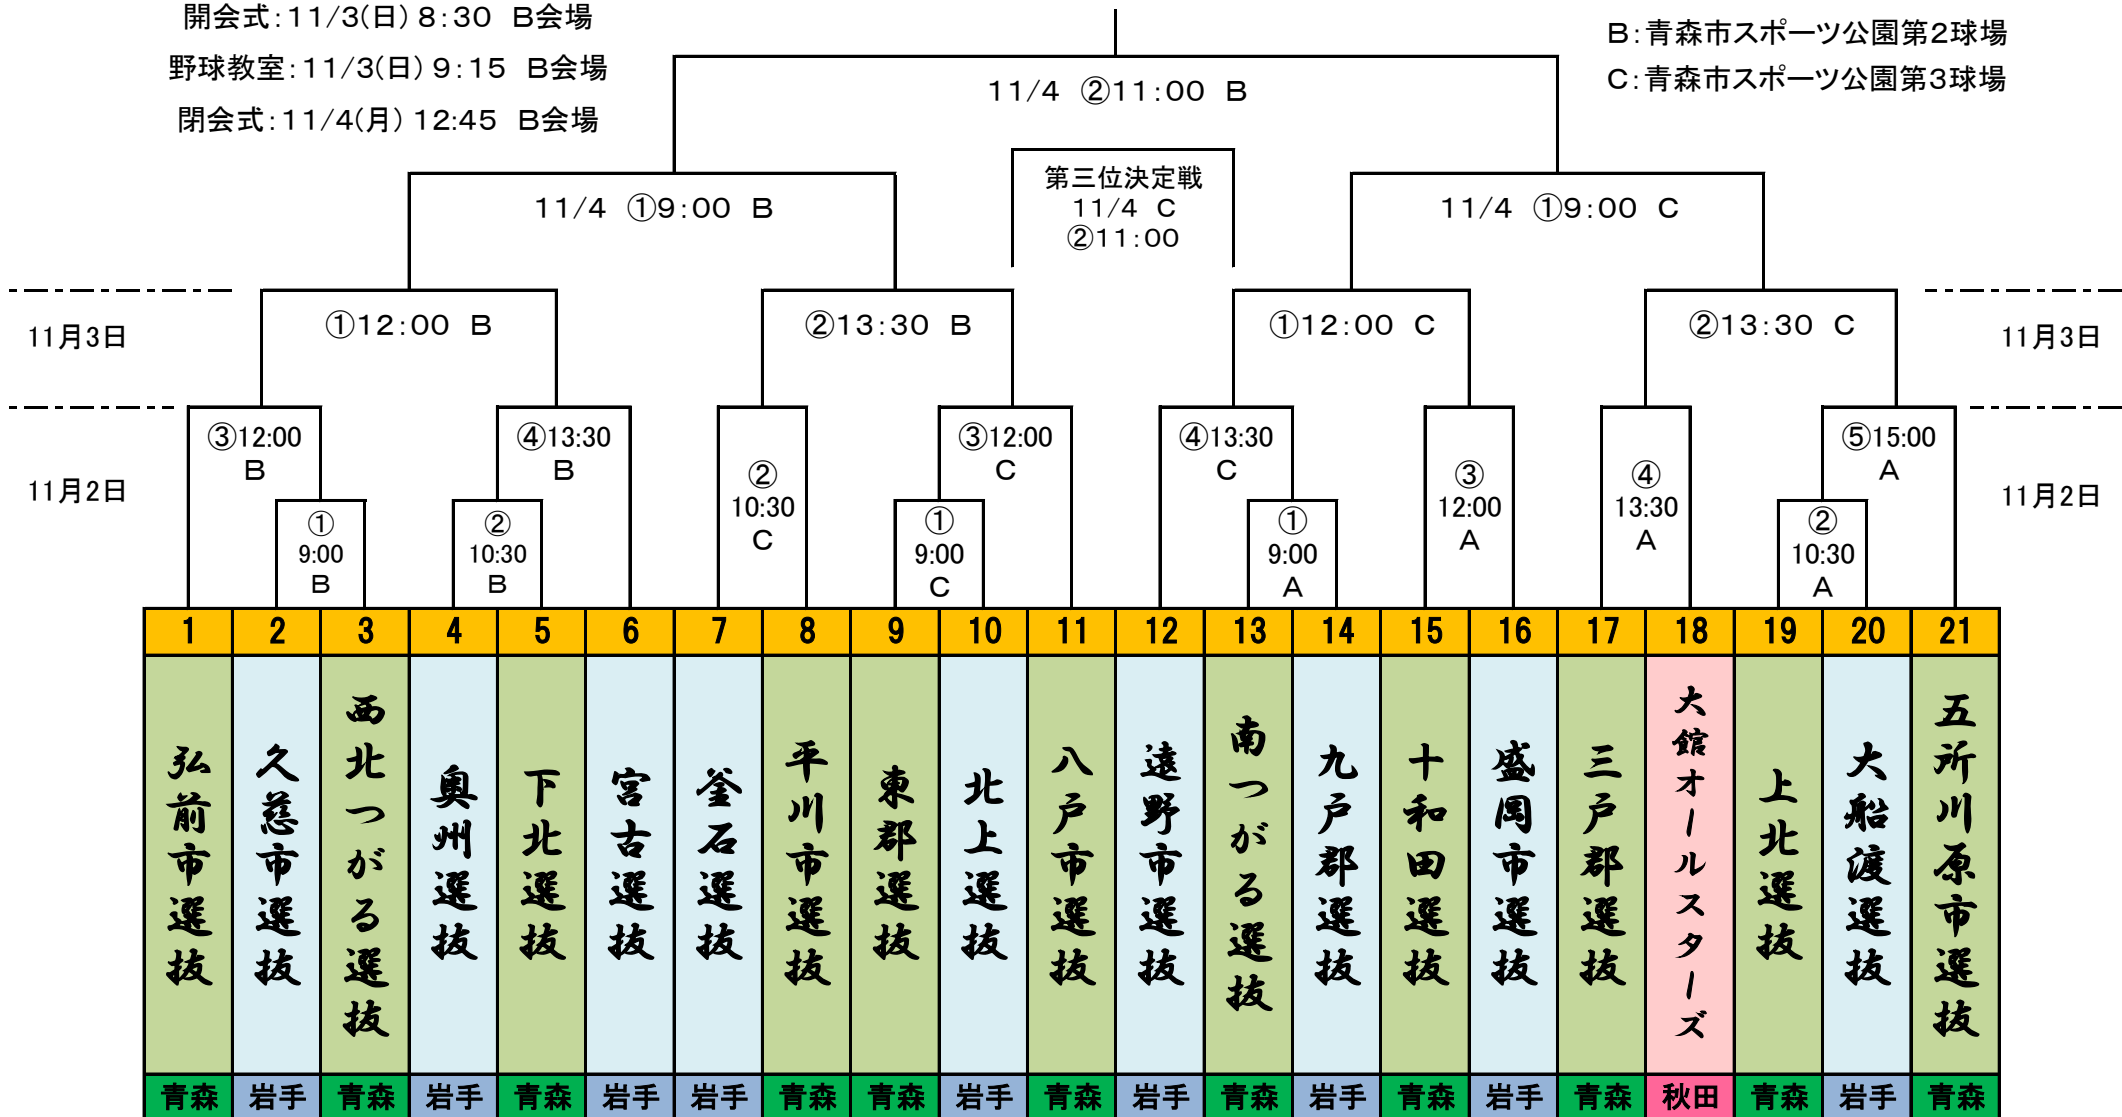 開会式：11/3(日) 8：30　B会場
野球教室：11/3(日) 9：15　B会場
閉会式：11/4(月) 12:45　B会場
B：青森市スポーツ公園第2球場
C：青森市スポーツ公園第3球場
11/4　②11：00　B
第三位決定戦
11/4　C
②11：00
11/4　①9：00　B
11/4　①9：00　C
11月3日
①12：00　B
②13：30　B
①12：00　C
②13：30　C
11月3日
11月2日
③12:00
B
④13:30
B
②
10:30
C
③12:00
C
④13:30
C
③
12:00
A
④
13:30
A
⑤15:00
A
11月2日
①
9:00
B
②
10:30
B
①
9:00
C
①
9:00
A
②
10:30
A
1 2 3 4 5 6 7 8 9 10 11 12 13 14 15 16 17 18 19 20 21
弘前市選抜
久慈市選抜
西北つがる選抜
奥州選抜
下北選抜
宮古選抜
釜石選抜
平川市選抜
東郡選抜
北上選抜
八戸市選抜
遠野市選抜
南つがる選抜
九戸郡選抜
十和田選抜
盛岡市選抜
三戸郡選抜
大館オールスターズ
上北選抜
大船渡選抜
五所川原市選抜
青森 岩手 青森 岩手 青森 岩手 岩手 青森 青森 岩手 青森 岩手 青森 岩手 青森 岩手 青森 秋田 青森 岩手 青森